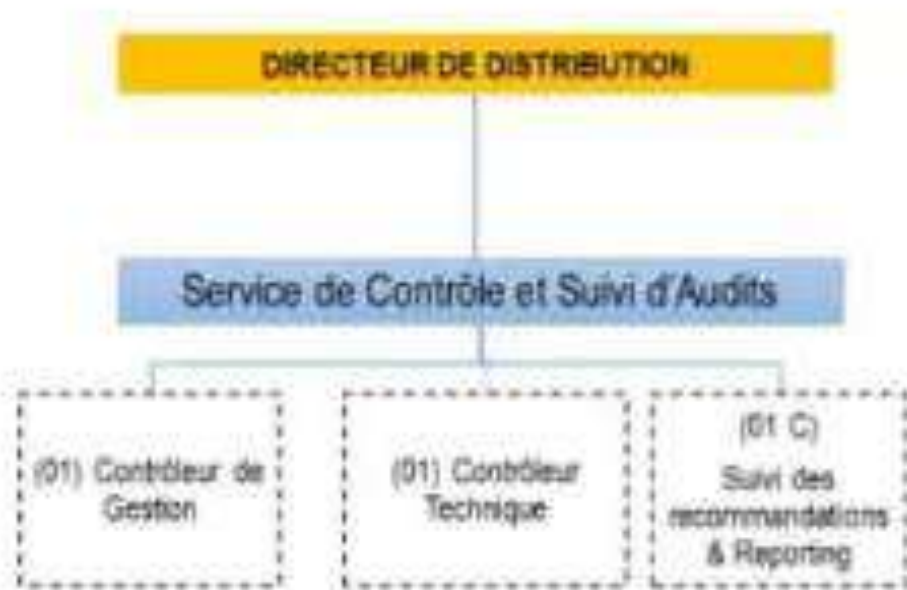 DIRECTEUR DE DISTRIBUTION
Service de Contrôle et Suivi d'Audits
(01) Contrôleur de
Gestion
(01) Contrôleur
Technique
(01 C)
Suivi des
recommandations
& Reporting